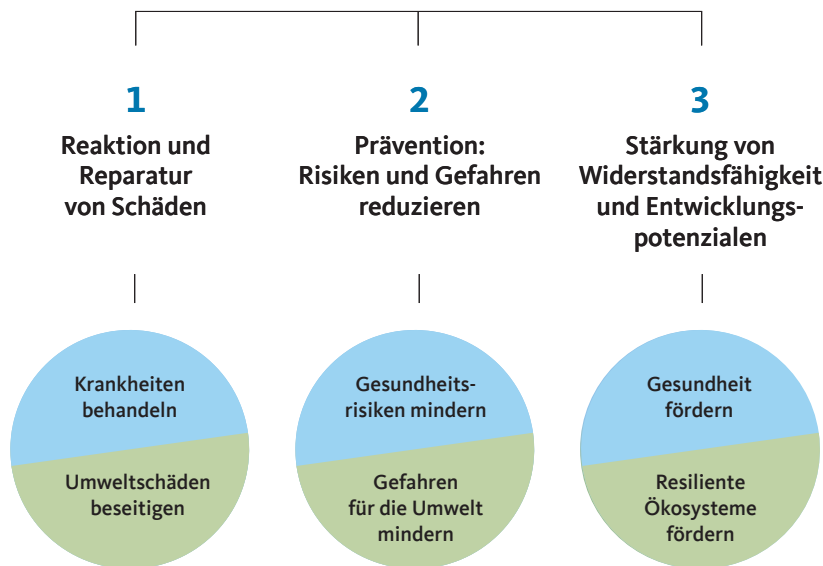 1
Reaktion und
Reparatur
von Schäden
2
Prävention:
Risiken und Gefahren
reduzieren
3
Stärkung von
Widerstandsfähigkeit
und Entwicklungs-
potenzialen
Krankheiten
behandeln
Umweltschäden
beseitigen
Gesundheits-
risiken mindern
Gefahren
für die Umwelt
mindern
Gesundheit
fördern
Resiliente
Ökosysteme
fördern